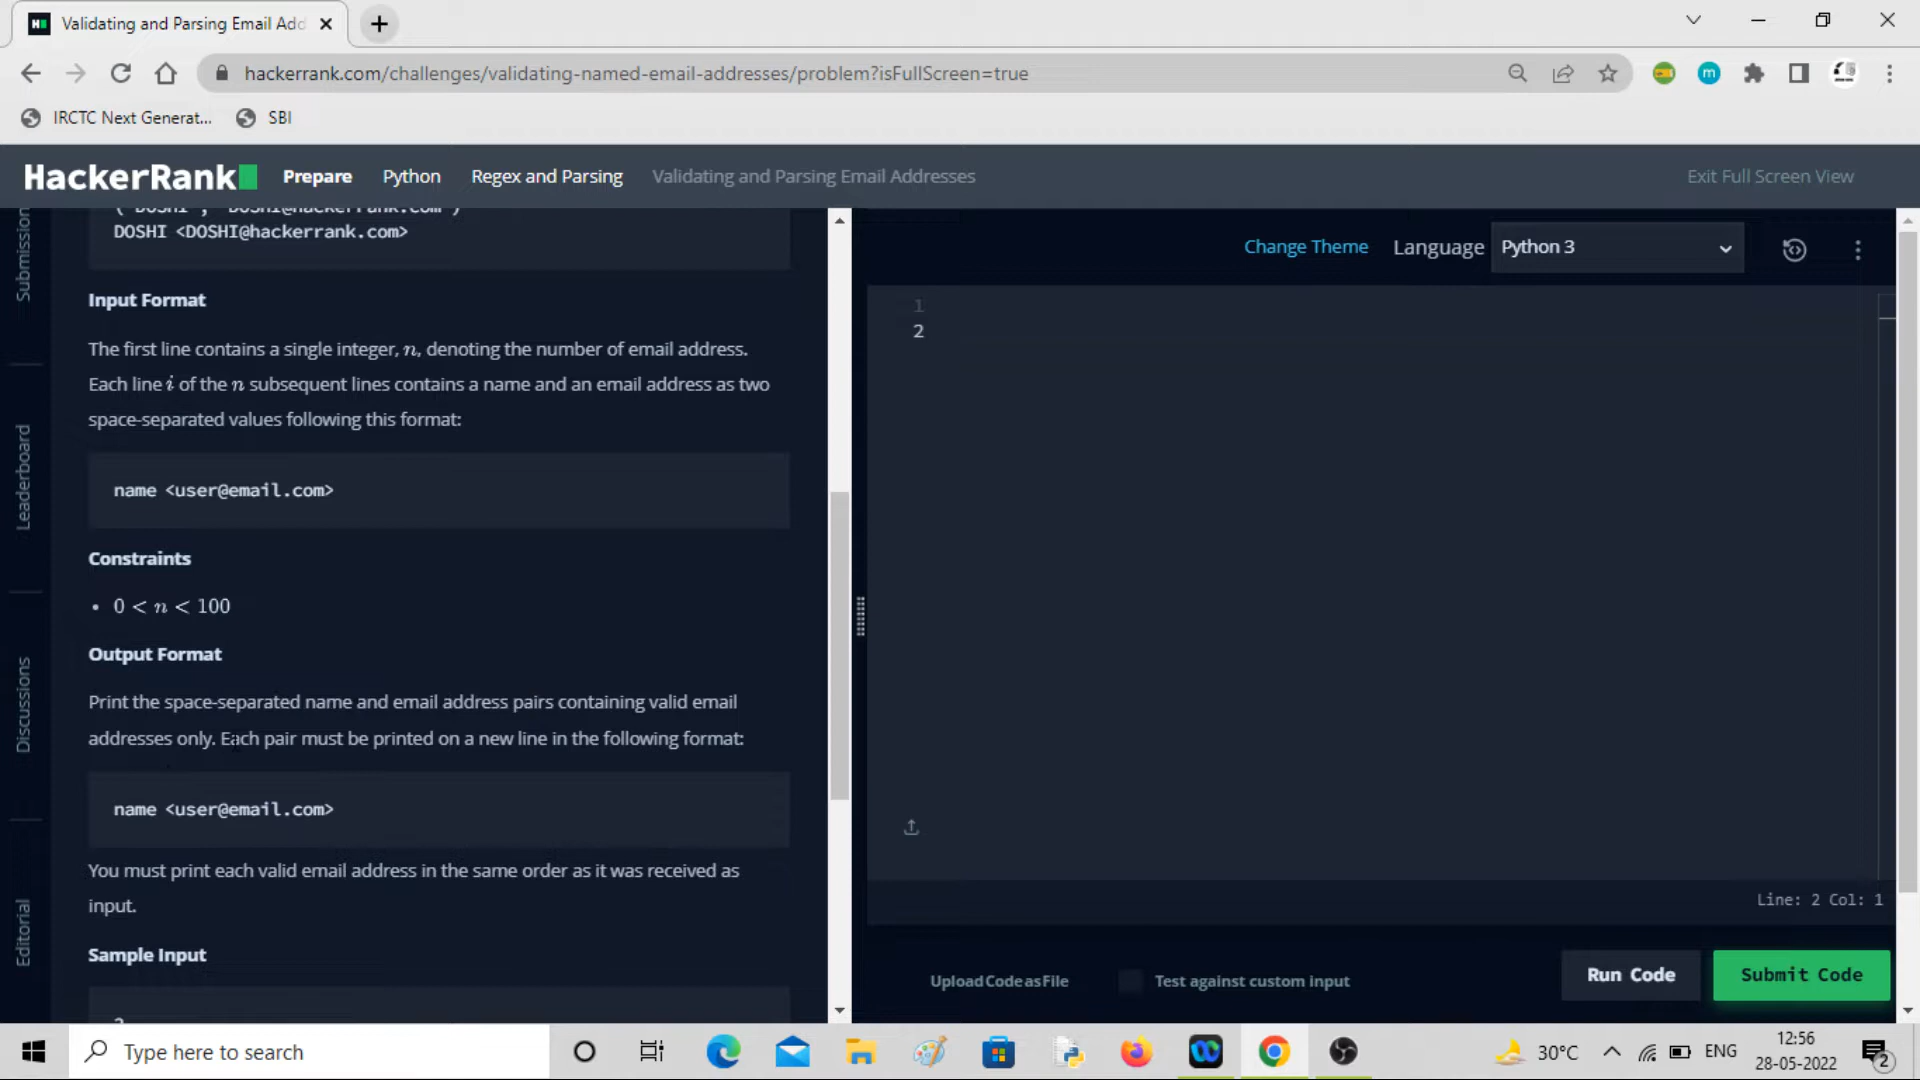 Validating and Parsing Email Add
hackerrank.com/challenges/validating-named-email-addresses/problem?isFullScreen=true
IRCTC Next Generat...
SBI
HackerRank
Prepare
Python
Regex and Parsing
Validating and Parsing Email Addresses
Exit Full Screen View
Submission
Leaderboard
Discussions
Editorial
("DOSHI", "DOSHI@hackerrank.com")
DOSHI <DOSHI@hackerrank.com>
Input Format
The first line contains a single integer, n, denoting the number of email address.
Each line i of the n subsequent lines contains a name and an email address as two
space-separated values following this format:
name <user@email.com>
Constraints
• 0 < n < 100
Output Format
Print the space-separated name and email address pairs containing valid email
addresses only. Each pair must be printed on a new line in the following format:
name <user@email.com>
You must print each valid email address in the same order as it was received as
input.
Sample Input
Change Theme
Language
Python 3
1
2
Line: 2 Col: 1
Upload Code as File
Test against custom input
Run Code
Submit Code
Type here to search
30°C
ENG
12:56
28-05-2022
2